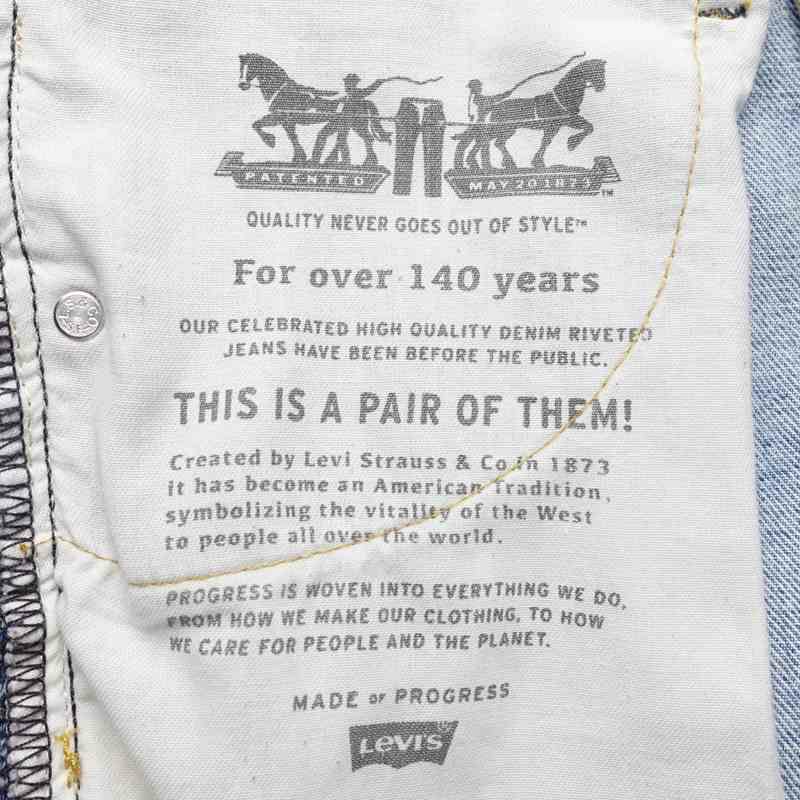 PATENTED MAY 20 1873 ™
QUALITY NEVER GOES OUT OF STYLE™
For over 140 years
OUR CELEBRATED HIGH QUALITY DENIM RIVETED
JEANS HAVE BEEN BEFORE THE PUBLIC.
THIS IS A PAIR OF THEM!
Created by Levi Strauss & Co in 1873
it has become an American Tradition,
symbolizing the vitality of the West
to people all over the world.
PROGRESS IS WOVEN INTO EVERYTHING WE DO,
FROM HOW WE MAKE OUR CLOTHING, TO HOW
WE CARE FOR PEOPLE AND THE PLANET.
MADE OF PROGRESS
LEVI'S®